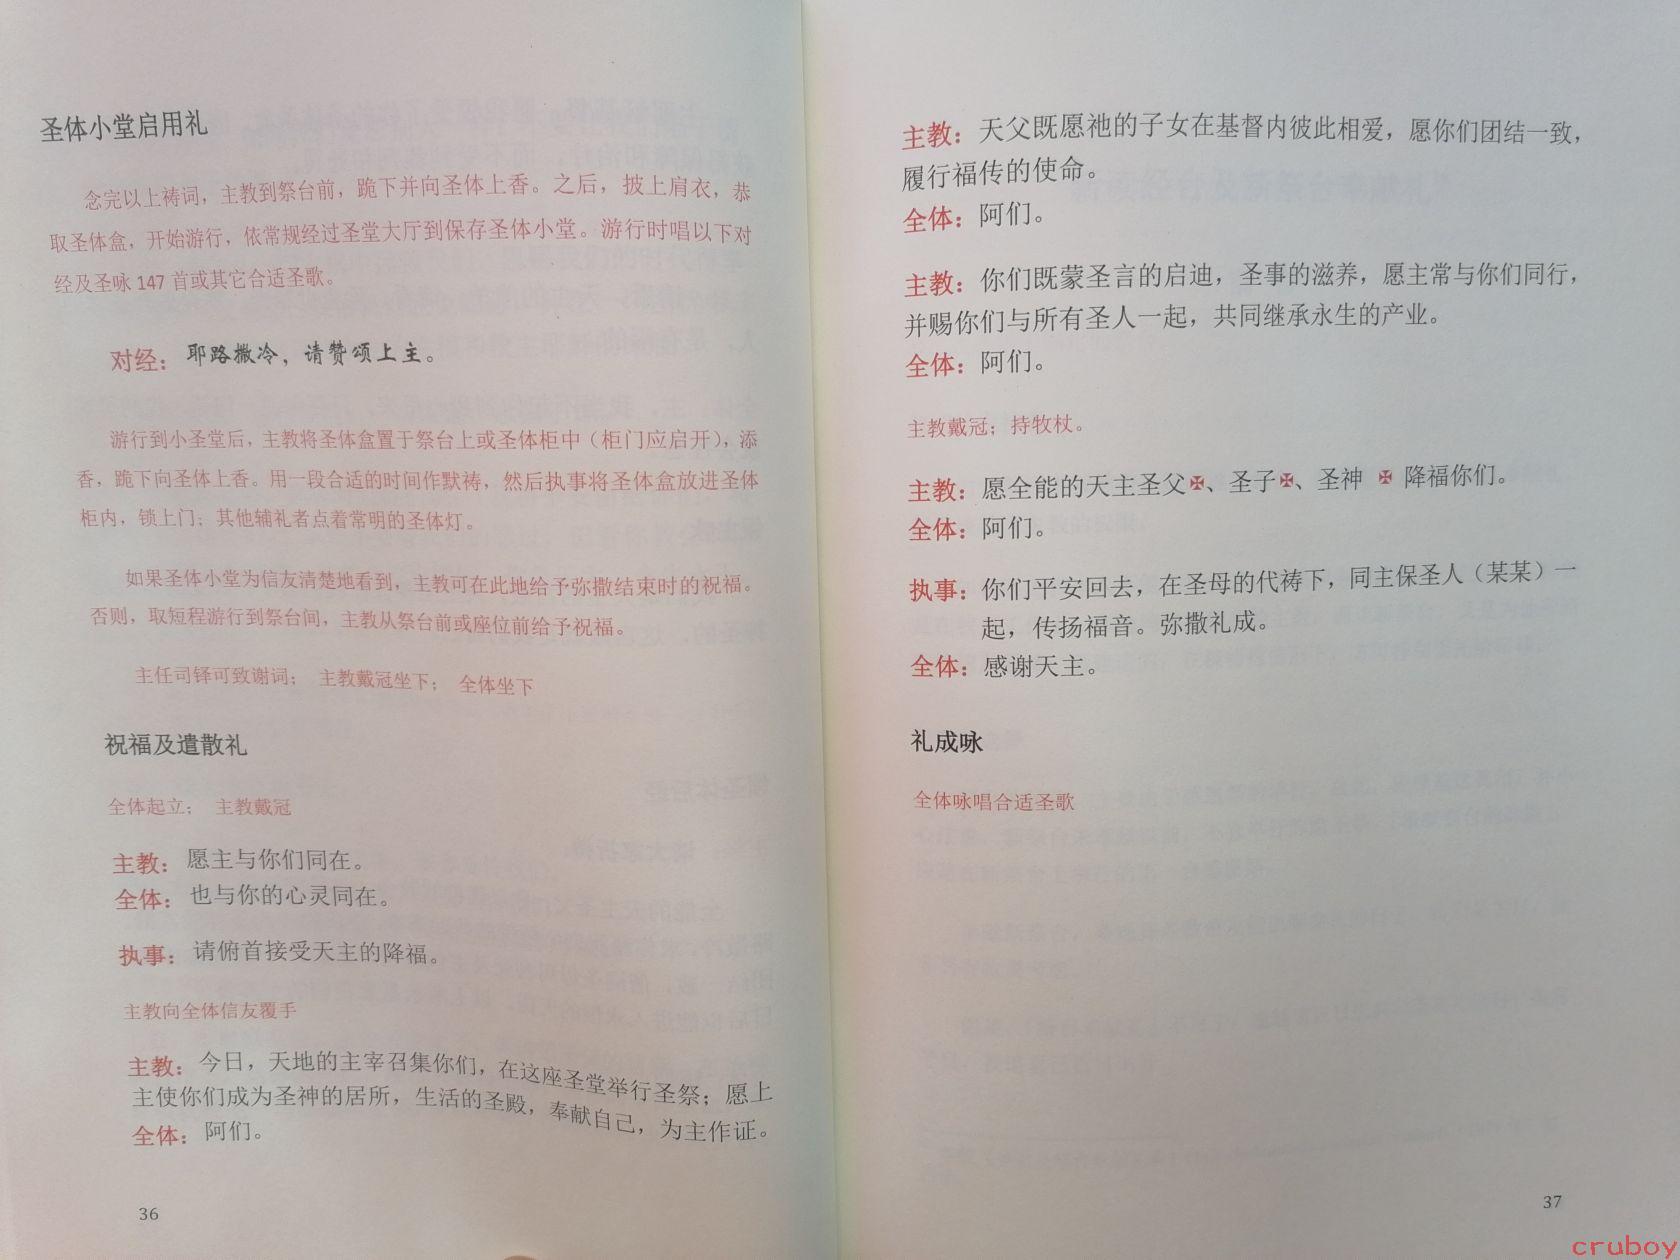 圣体小堂启用礼
念完以上祷词，主教到祭台前，跪下并向圣体上香。之后，披上肩衣，恭
取圣体盒，开始游行，依常规经过圣堂大厅到保存圣体小堂。游行时唱以下对
经及圣咏 147 首或其它合适圣歌。
对经：耶路撒冷，请赞颂上主。
游行到小圣堂后，主教将圣体盒置于祭台上或圣体柜中（柜门应启开），添
香，跪下向圣体上香。用一段合适的时间作默祷，然后执事将圣体盒放进圣体
柜内，锁上门；其他辅礼者点着常明的圣体灯。
如果圣体小堂为信友清楚地看到，主教可在此地给予弥撒结束时的祝福。
否则，取短程游行到祭台间，主教从祭台前或座位前给予祝福。
主任司铎可致谢词； 主教戴冠坐下； 全体坐下
祝福及遣散礼
全体起立； 主教戴冠
主教：愿主与你们同在。
全体：也与你的心灵同在。
执事：请俯首接受天主的降福。
主教向全体信友覆手
主教：今日，天地的主宰召集你们，在这座圣堂举行圣祭；愿上
主使你们成为圣神的居所，生活的圣殿，奉献自己，为主作证。
全体：阿们。
36
主教：天父既愿祂的子女在基督内彼此相爱，愿你们团结一致，
履行福传的使命。
全体：阿们。
主教：你们既蒙圣言的启迪，圣事的滋养，愿主常与你们同行，
并赐你们与所有圣人一起，共同继承永生的产业。
全体：阿们。
主教戴冠；持牧杖。
主教：愿全能的天主圣父✠、圣子✠、圣神 ✠ 降福你们。
全体：阿们。
执事：你们平安回去，在圣母的代祷下，同主保圣人（某某）一
起，传扬福音。弥撒礼成。
全体：感谢天主。
礼成咏
全体咏唱合适圣歌
37
cruboy